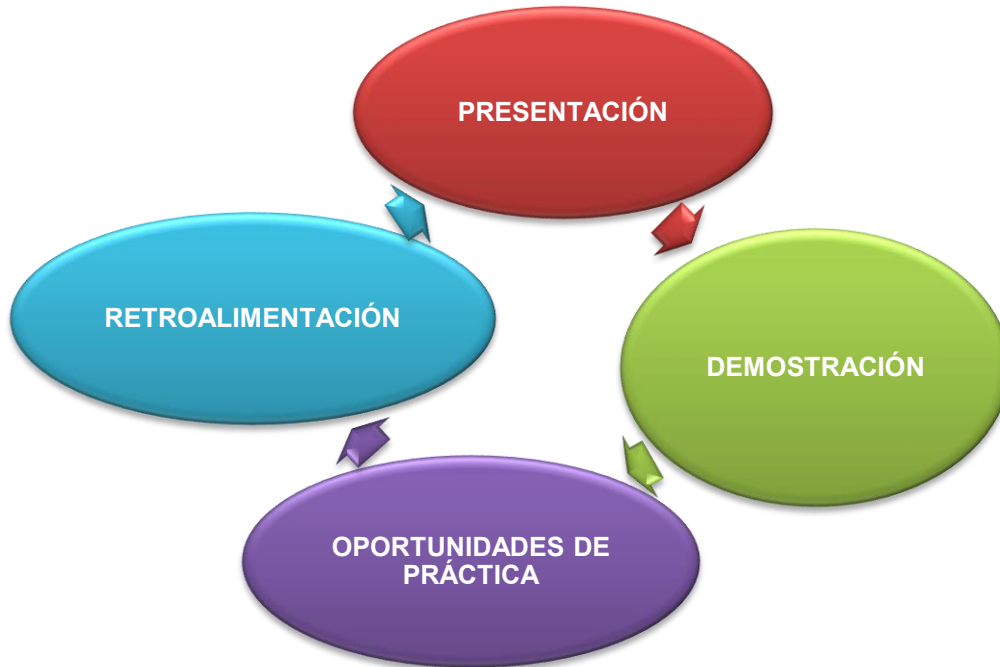 PRESENTACIÓN
RETROALIMENTACIÓN
DEMOSTRACIÓN
OPORTUNIDADES DE
PRÁCTICA